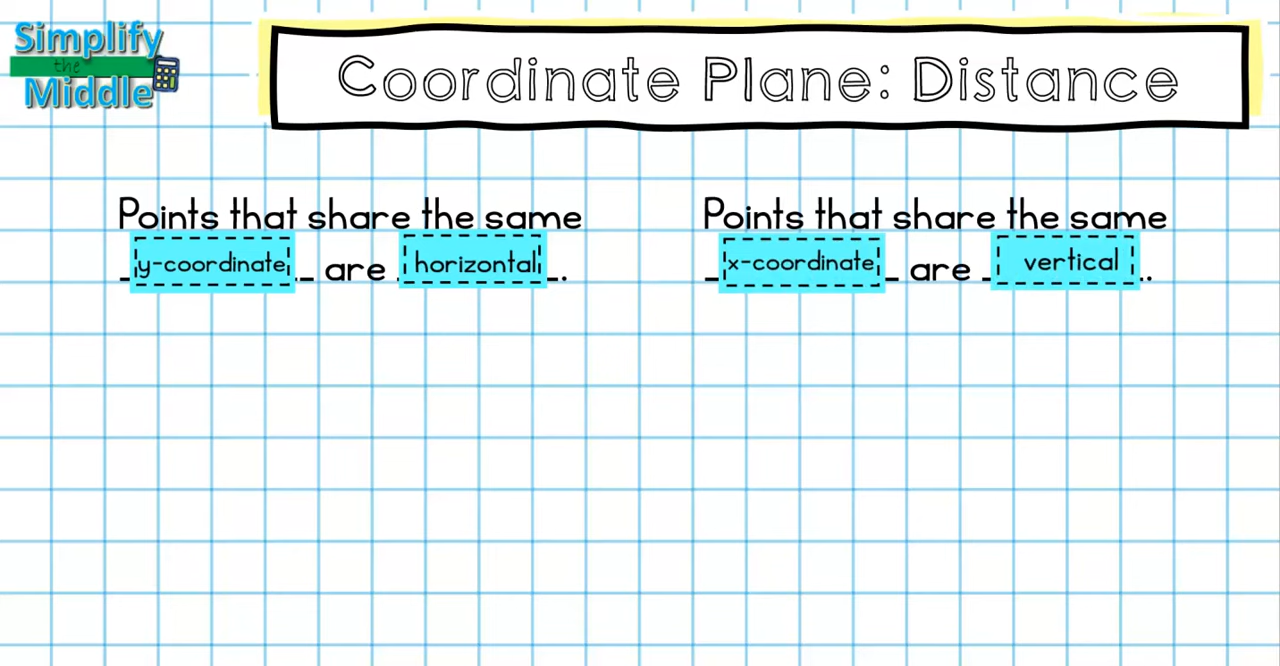 Simplify
the
Middle
Coordinate Plane: Distance
Points that share the same
y-coordinate are horizontal.
Points that share the same
x-coordinate are vertical.